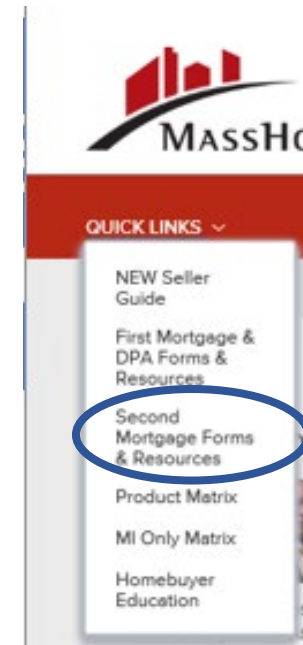 MASSHO
QUICK LINKS
NEW Seller
Guide
First Mortgage &
DPA Forms &
Resources
Second
Mortgage Forms
& Resources
Product Matrix
MI Only Matrix
Homebuyer
Education